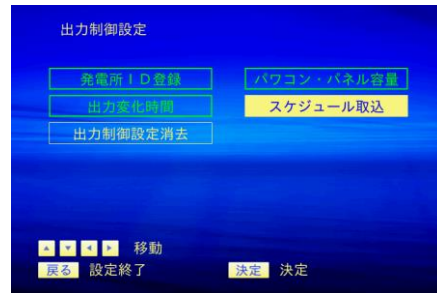 出力制御設定
発電所ＩＤ登録 パワコン・パネル容量
出力変化時間 スケジュール取込
出力制御設定消去
▲ ▼ ◀ ▶ 移動
戻る 設定終了 決定 決定